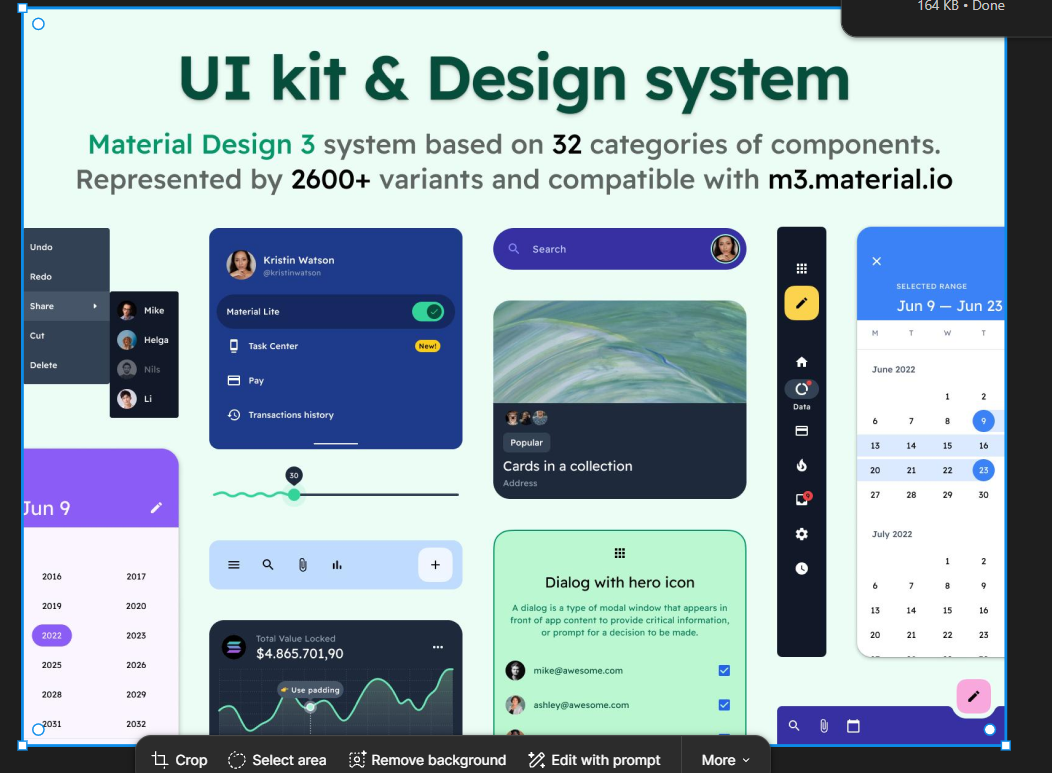 164 KB • Done
UI kit & Design system
Material Design 3 system based on 32 categories of components.
Represented by 2600+ variants and compatible with m3.material.io
Undo
Redo
Share
Cut
Delete
Mike
Helga
Nils
Li
Jun 9
2016 2017
2019 2020
2022 2023
2025 2026
2028 2029
2031 2032
Kristin Watson
@kristinwatson
Material Lite
Task Center New!
Pay
Transactions history
30
Total Value Locked
$4.865.701,90
Use padding
Search
Popular
Cards in a collection
Address
Dialog with hero icon
A dialog is a type of modal window that appears in
front of app content to provide critical information,
or prompt for a decision to be made.
mike@awesome.com
ashley@awesome.com
Data
SELECTED RANGE
Jun 9 — Jun 23
M T W T
June 2022
1 2
6 7 8 9
13 14 15 16
20 21 22 23
27 28 29 30
July 2022
1 2
6 7 8 9
13 14 15 16
20 21 22 23
Crop Select area Remove background Edit with prompt More